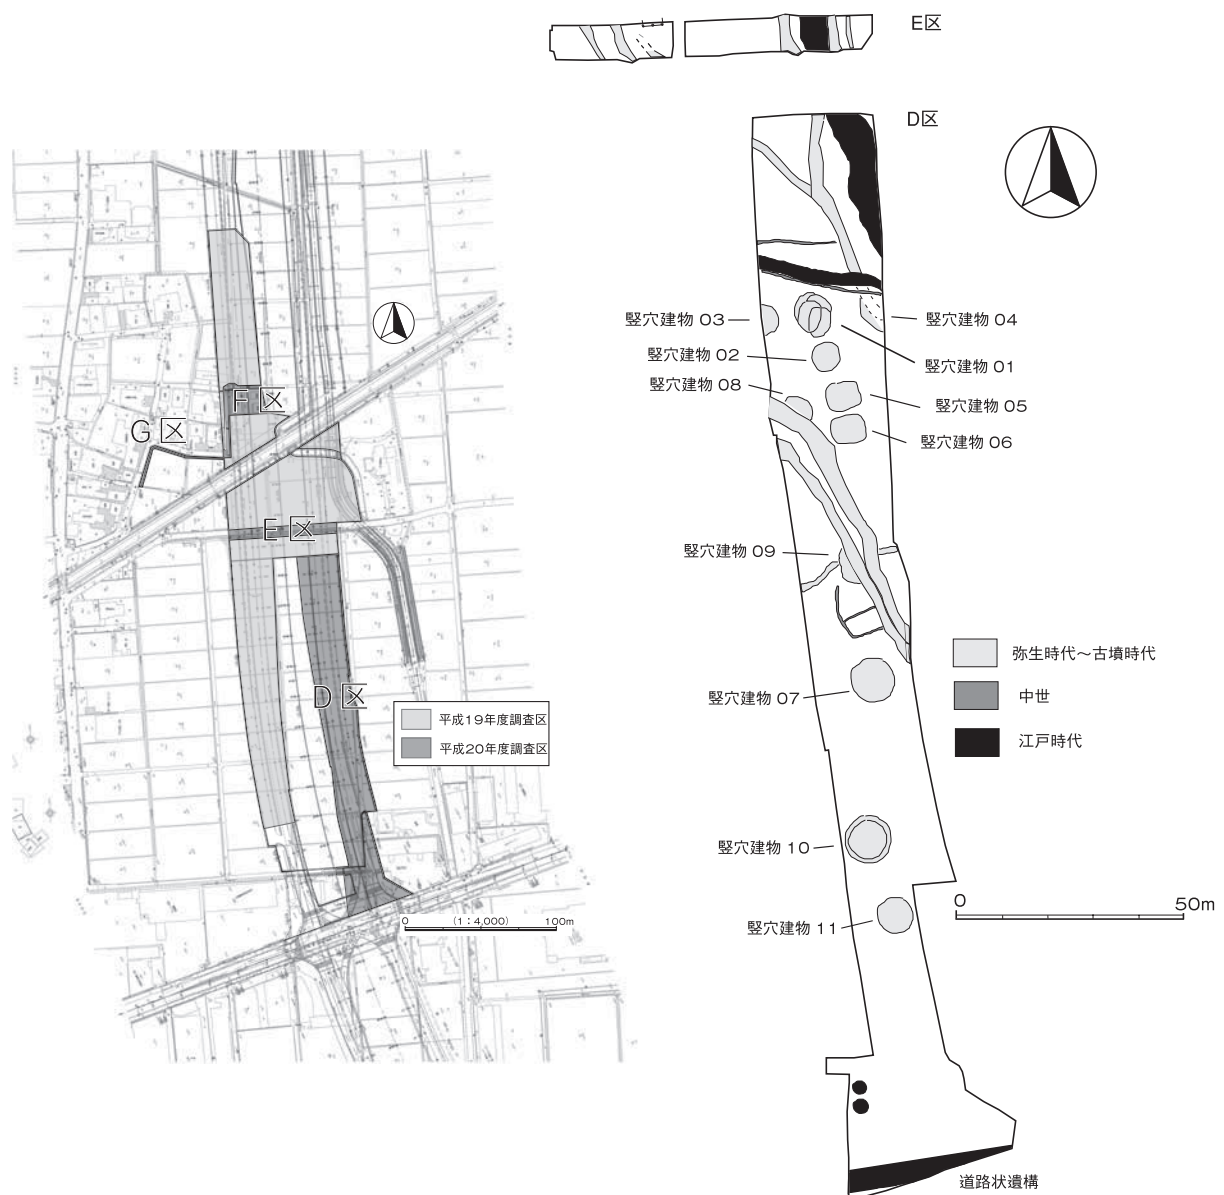 E区
D区
竪穴建物 03
竪穴建物 04
竪穴建物 02
竪穴建物 01
竪穴建物 08
竪穴建物 05
竪穴建物 06
竪穴建物 09
竪穴建物 07
竪穴建物 10
竪穴建物 11
弥生時代～古墳時代
中世
江戸時代
0
50m
道路状遺構
F区
G区
E区
D区
平成19年度調査区
平成20年度調査区
0
(1：4,000)
100m